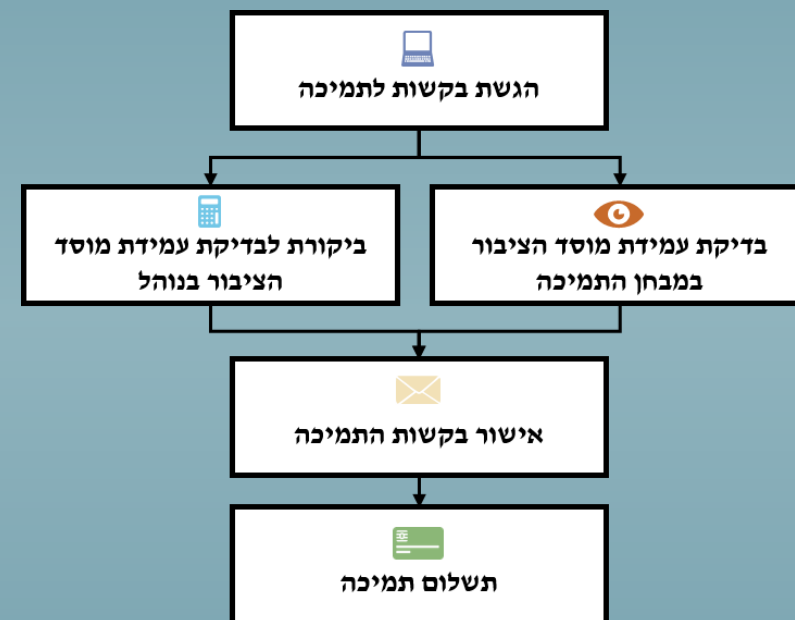 הגשת בקשות לתמיכה
בדיקת עמידת מוסד הציבור
במבחן התמיכה
ביקורת לבדיקת עמידת מוסד
הציבור בנוהל
אישור בקשות התמיכה
תשלום תמיכה